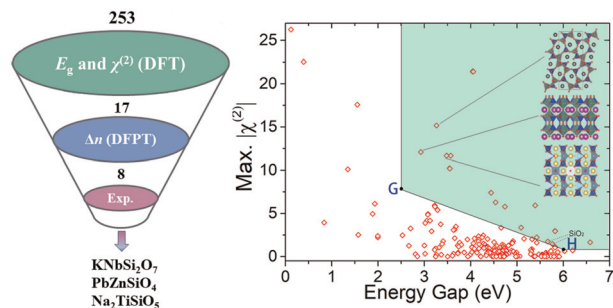 253
E_g and χ^(2) (DFT)
17
Δn (DFPT)
8
Exp.
KNbSi₂O₇
PbZnSiO₄
Na₂TiSiO₅
Max. |χ^(2)|
25
20
15
10
5
0
G
SiO₂
H
0 1 2 3 4 5 6 7
Energy Gap (eV)